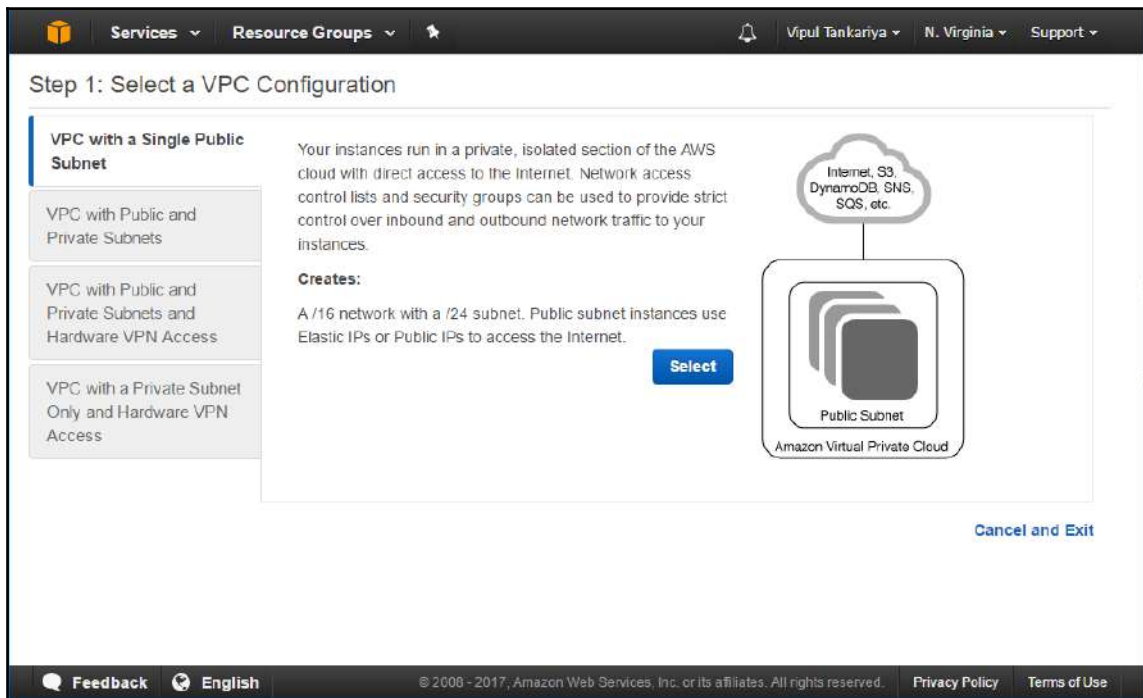 Services Resource Groups Vipul Tankariya N. Virginia Support
Step 1: Select a VPC Configuration
VPC with a Single Public
Subnet
VPC with Public and
Private Subnets
VPC with Public and
Private Subnets and
Hardware VPN Access
VPC with a Private Subnet
Only and Hardware VPN
Access
Your instances run in a private, isolated section of the AWS
cloud with direct access to the Internet. Network access
control lists and security groups can be used to provide strict
control over inbound and outbound network traffic to your
instances.
Creates:
A /16 network with a /24 subnet. Public subnet instances use
Elastic IPs or Public IPs to access the Internet.
Select
Internet, S3,
DynamoDB, SNS,
SQS, etc.
Public Subnet
Amazon Virtual Private Cloud
Cancel and Exit
Feedback English © 2008 - 2017, Amazon Web Services, Inc. or its affiliates. All rights reserved. Privacy Policy Terms of Use